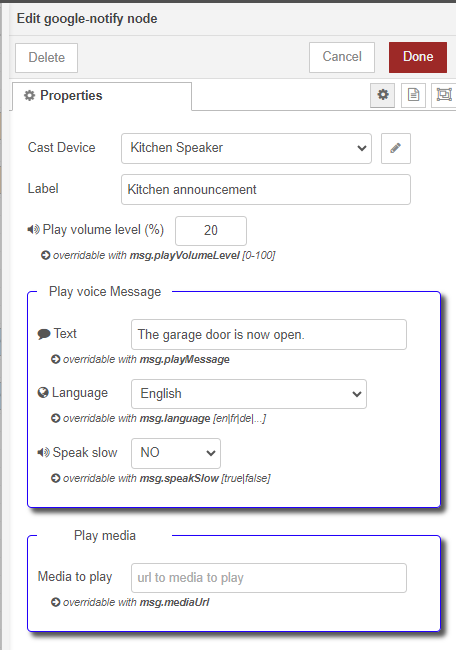 Edit google-notify node
Delete Cancel Done
Properties
Cast Device Kitchen Speaker
Label Kitchen announcement
Play volume level (%) 20
overridable with msg.playVolumeLevel [0-100]
Play voice Message
Text The garage door is now open.
overridable with msg.playMessage
Language English
overridable with msg.language [en|fr|de|...]
Speak slow NO
overridable with msg.speakSlow [true|false]
Play media
Media to play url to media to play
overridable with msg.mediaUrl